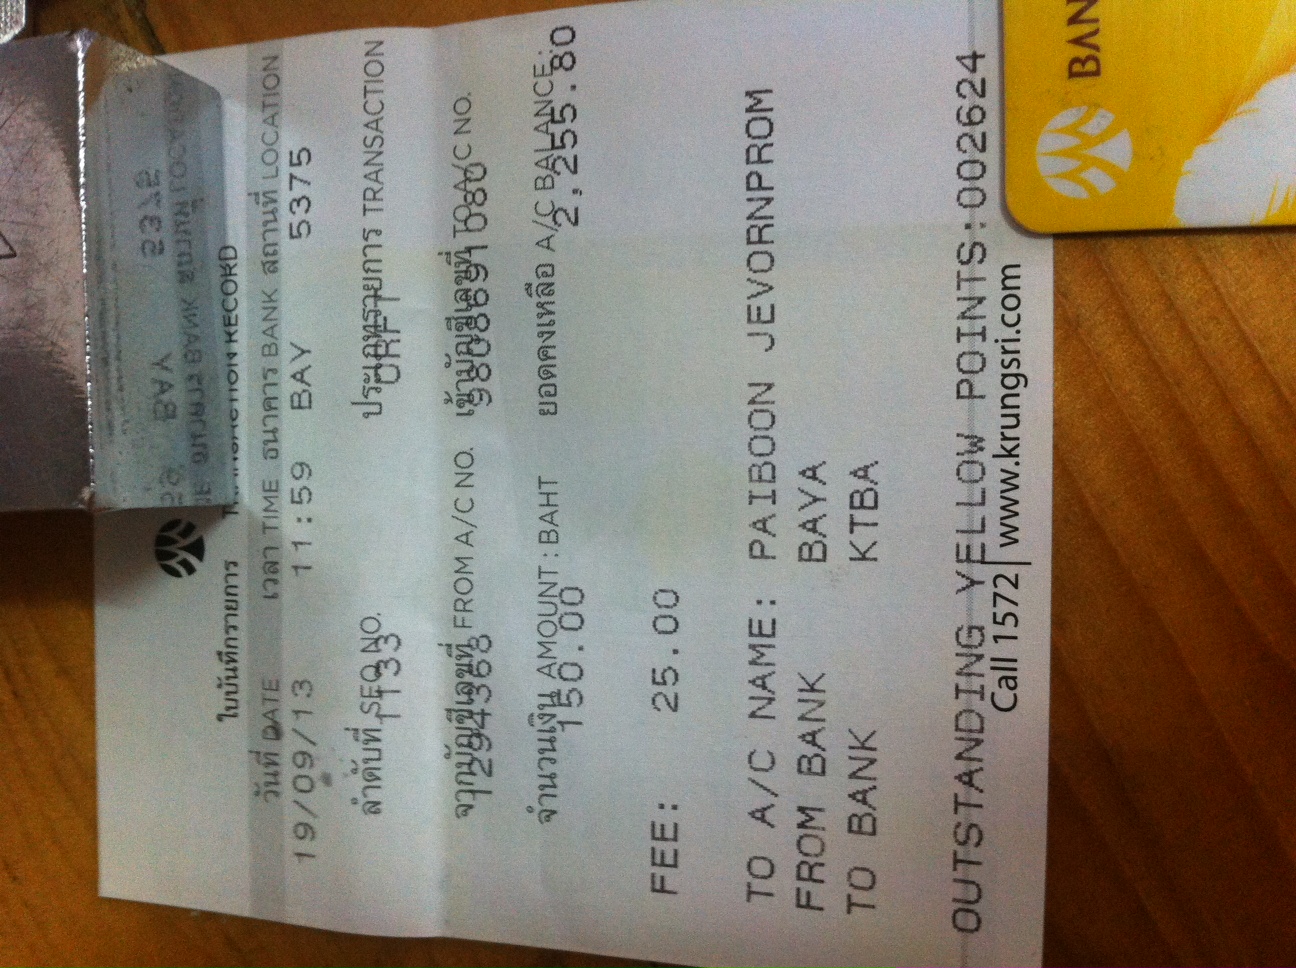 ใบบันทึกรายการ TRANSACTION RECORD
วันที่ DATE เวลา TIME ธนาคาร BANK สถานที่ LOCATION
19/09/13 11:59 BAY 5375
ลำดับที่ SEQ NO. ประเภทรายการ TRANSACTION
1133 ORFT
จากบัญชีเลขที่ FROM A/C NO. เข้าบัญชีเลขที่ TO A/C NO.
1294368 9808691080
จำนวนเงิน AMOUNT : BAHT ยอดคงเหลือ A/C BALANCE:
150.00 2,255.80
FEE: 25.00
TO A/C NAME: PAIBOON JEVORNPROM
FROM BANK BAYA
TO BANK KTBA
OUTSTANDING YELLOW POINTS:002624
Call 1572 | www.krungsri.com
BAN